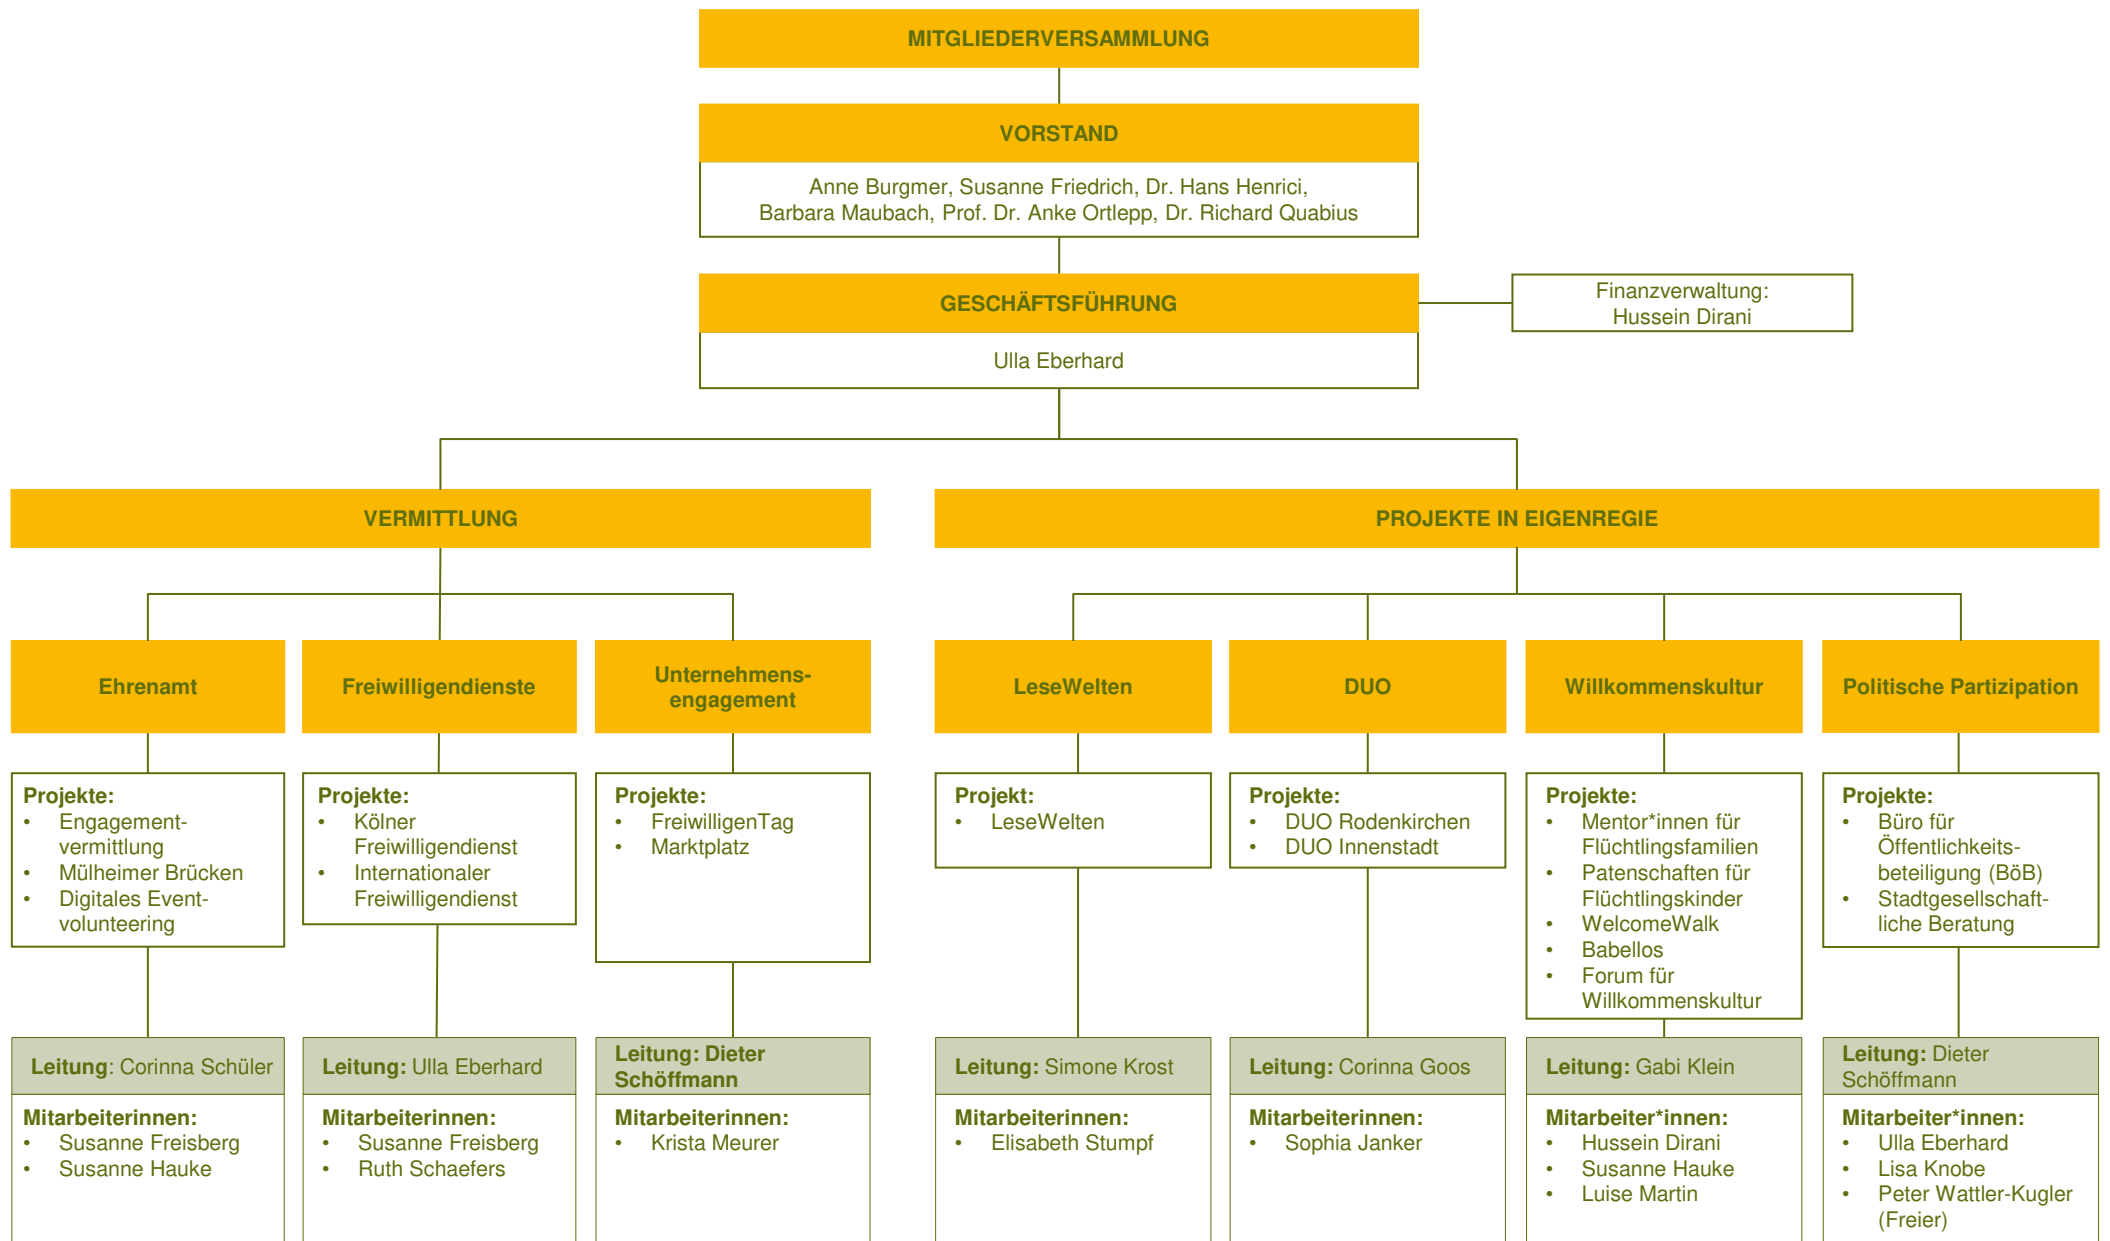 MITGLIEDERVERSAMMLUNG
VORSTAND
Anne Burgmer, Susanne Friedrich, Dr. Hans Henrici,
Barbara Maubach, Prof. Dr. Anke Ortlepp, Dr. Richard Quabius
GESCHÄFTSFÜHRUNG
Ulla Eberhard
Finanzverwaltung:
Hussein Dirani
VERMITTLUNG
Ehrenamt
Projekte:
• Engagement-
vermittlung
• Mülheimer Brücken
• Digitales Event-
volunteering
Leitung: Corinna Schüler
Mitarbeiterinnen:
• Susanne Freisberg
• Susanne Hauke
Freiwilligendienste
Projekte:
• Kölner
Freiwilligendienst
• Internationaler
Freiwilligendienst
Leitung: Ulla Eberhard
Mitarbeiterinnen:
• Susanne Freisberg
• Ruth Schaefers
Unternehmens-
engagement
Projekte:
• FreiwilligenTag
• Marktplatz
Leitung: Dieter
Schöffmann
Mitarbeiterinnen:
• Krista Meurer
PROJEKTE IN EIGENREGIE
LeseWelten
Projekt:
• LeseWelten
Leitung: Simone Krost
Mitarbeiterinnen:
• Elisabeth Stumpf
DUO
Projekte:
• DUO Rodenkirchen
• DUO Innenstadt
Leitung: Corinna Goos
Mitarbeiterinnen:
• Sophia Janker
Willkommenskultur
Projekte:
• Mentor*innen für
Flüchtlingsfamilien
• Patenschaften für
Flüchtlingskinder
• WelcomeWalk
• Babellos
• Forum für
Willkommenskultur
Leitung: Gabi Klein
Mitarbeiter*innen:
• Hussein Dirani
• Susanne Hauke
• Luise Martin
Politische Partizipation
Projekte:
• Büro für
Öffentlichkeits-
beteiligung (BöB)
• Stadtgesellschaft-
liche Beratung
Leitung: Dieter
Schöffmann
Mitarbeiter*innen:
• Ulla Eberhard
• Lisa Knobe
• Peter Wattler-Kugler
(Freier)